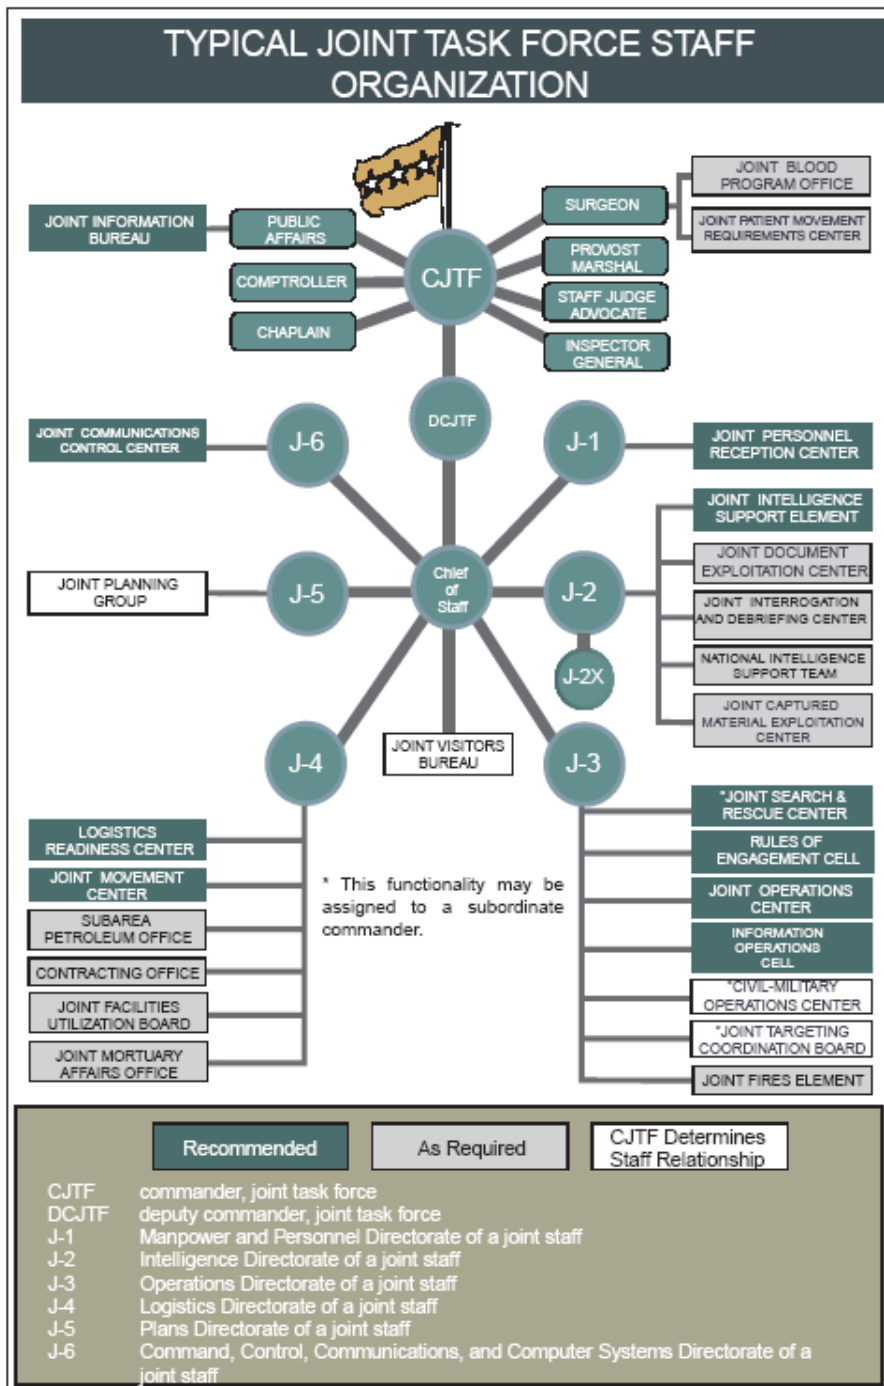 TYPICAL JOINT TASK FORCE STAFF
ORGANIZATION
JOINT BLOOD
PROGRAM OFFICE
JOINT INFORMATION
BUREAU
PUBLIC
AFFAIRS
SURGEON
JOINT PATIENT MOVEMENT
REQUIREMENTS CENTER
COMPTROLLER
CJTF
PROVOST
MARSHAL
STAFF JUDGE
ADVOCATE
CHAPLAIN
INSPECTOR
GENERAL
DCJTF
JOINT COMMUNICATIONS
CONTROL CENTER
J-6
J-1
JOINT PERSONNEL
RECEPTION CENTER
JOINT INTELLIGENCE
SUPPORT ELEMENT
JOINT DOCUMENT
EXPLOITATION CENTER
JOINT PLANNING
GROUP
J-5
Chief
of
Staff
J-2
JOINT INTERROGATION
AND DEBRIEFING CENTER
J-2X
NATIONAL INTELLIGENCE
SUPPORT TEAM
JOINT CAPTURED
MATERIAL EXPLOITATION
CENTER
J-4
JOINT VISITORS
BUREAU
J-3
*JOINT SEARCH &
RESCUE CENTER
LOGISTICS
READINESS CENTER
RULES OF
ENGAGEMENT CELL
JOINT MOVEMENT
CENTER
* This functionality may be
assigned to a subordinate
commander.
JOINT OPERATIONS
CENTER
SUBAREA
PETROLEUM OFFICE
INFORMATION
OPERATIONS
CELL
CONTRACTING OFFICE
*CIVIL-MILITARY
OPERATIONS CENTER
JOINT FACILITIES
UTILIZATION BOARD
*JOINT TARGETING
COORDINATION BOARD
JOINT MORTUARY
AFFAIRS OFFICE
JOINT FIRES ELEMENT
Recommended
As Required
CJTF Determines
Staff Relationship
CJTF commander, joint task force
DCJTF deputy commander, joint task force
J-1 Manpower and Personnel Directorate of a joint staff
J-2 Intelligence Directorate of a joint staff
J-3 Operations Directorate of a joint staff
J-4 Logistics Directorate of a joint staff
J-5 Plans Directorate of a joint staff
J-6 Command, Control, Communications, and Computer Systems Directorate of a
joint staff